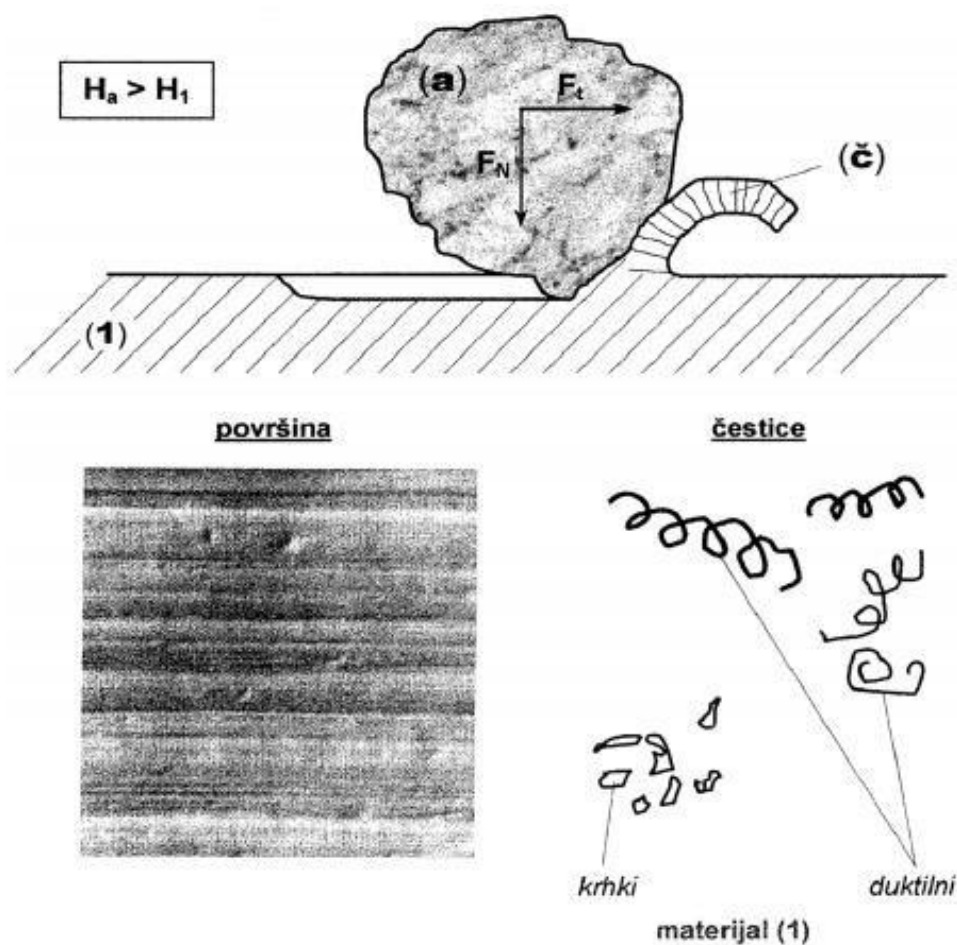 Hₐ > H₁
(a)
Fₜ
F_N
(č)
(1)
površina
čestice
krhki
duktilni
materijal (1)